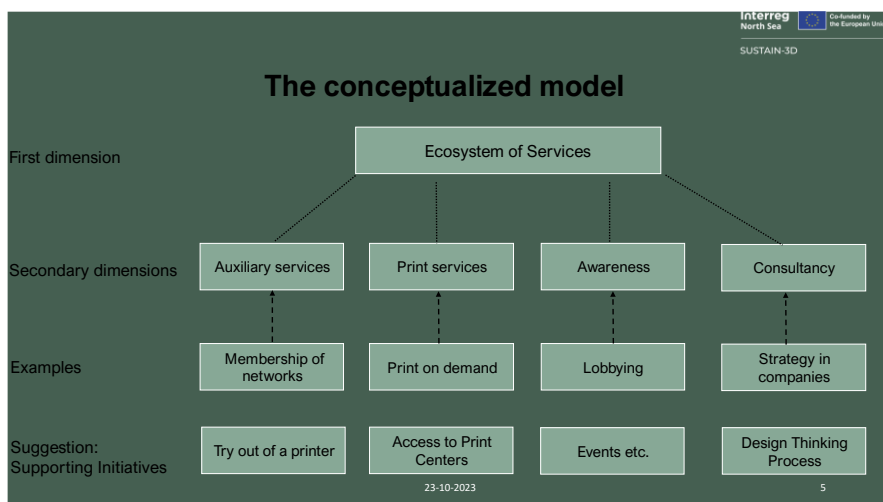 Interreg
North Sea
Co-funded by
the European Uni
SUSTAIN-3D
The conceptualized model
First dimension
Ecosystem of Services
Secondary dimensions
Auxiliary services
Print services
Awareness
Consultancy
Examples
Membership of
networks
Print on demand
Lobbying
Strategy in
companies
Suggestion:
Supporting Initiatives
Try out of a printer
Access to Print
Centers
Events etc.
Design Thinking
Process
23-10-2023
5